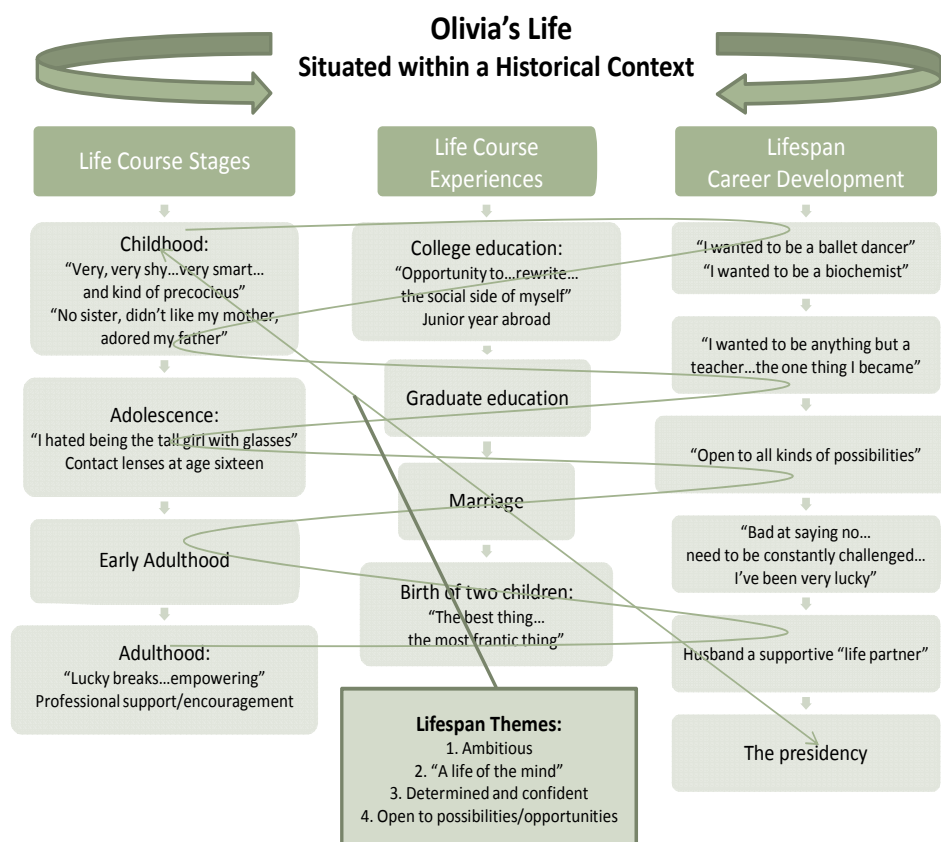 Olivia’s Life
Situated within a Historical Context
Life Course Stages
Childhood:
“Very, very shy…very smart…
and kind of precocious”
“No sister, didn’t like my mother,
adored my father”
Adolescence:
“I hated being the tall girl with glasses”
Contact lenses at age sixteen
Early Adulthood
Adulthood:
“Lucky breaks…empowering”
Professional support/encouragement
Life Course
Experiences
College education:
“Opportunity to…rewrite…
the social side of myself”
Junior year abroad
Graduate education
Marriage
Birth of two children:
“The best thing…
the most frantic thing”
Lifespan
Career Development
“I wanted to be a ballet dancer”
“I wanted to be a biochemist”
“I wanted to be anything but a
teacher…the one thing I became”
“Open to all kinds of possibilities”
“Bad at saying no…
need to be constantly challenged…
I’ve been very lucky”
Husband a supportive “life partner”
The presidency
Lifespan Themes:
1. Ambitious
2. “A life of the mind”
3. Determined and confident
4. Open to possibilities/opportunities